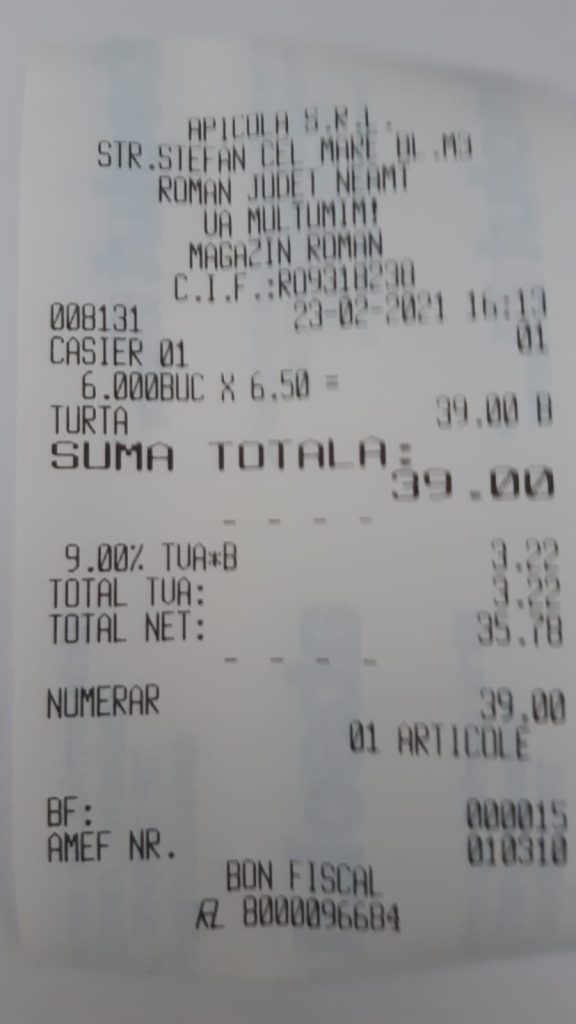 APICOLA S.R.L.
STR.STEFAN CEL MARE BL.M3
ROMAN JUDET NEAMT
VA MULTUMIM!
MAGAZIN ROMAN
C.I.F.:RO9318230
008131 23-02-2021 16:13
CASIER 01 01
6.000BUC X 6.50 =
TURTA 39.00 B
SUMA TOTALA:
39.00
- - - -
9.00% TVA*B 3.22
TOTAL TVA: 3.22
TOTAL NET: 35.78
- - - -
NUMERAR 39.00
01 ARTICOLE
BF: 000015
AMEF NR. 010310
BON FISCAL
8000096684